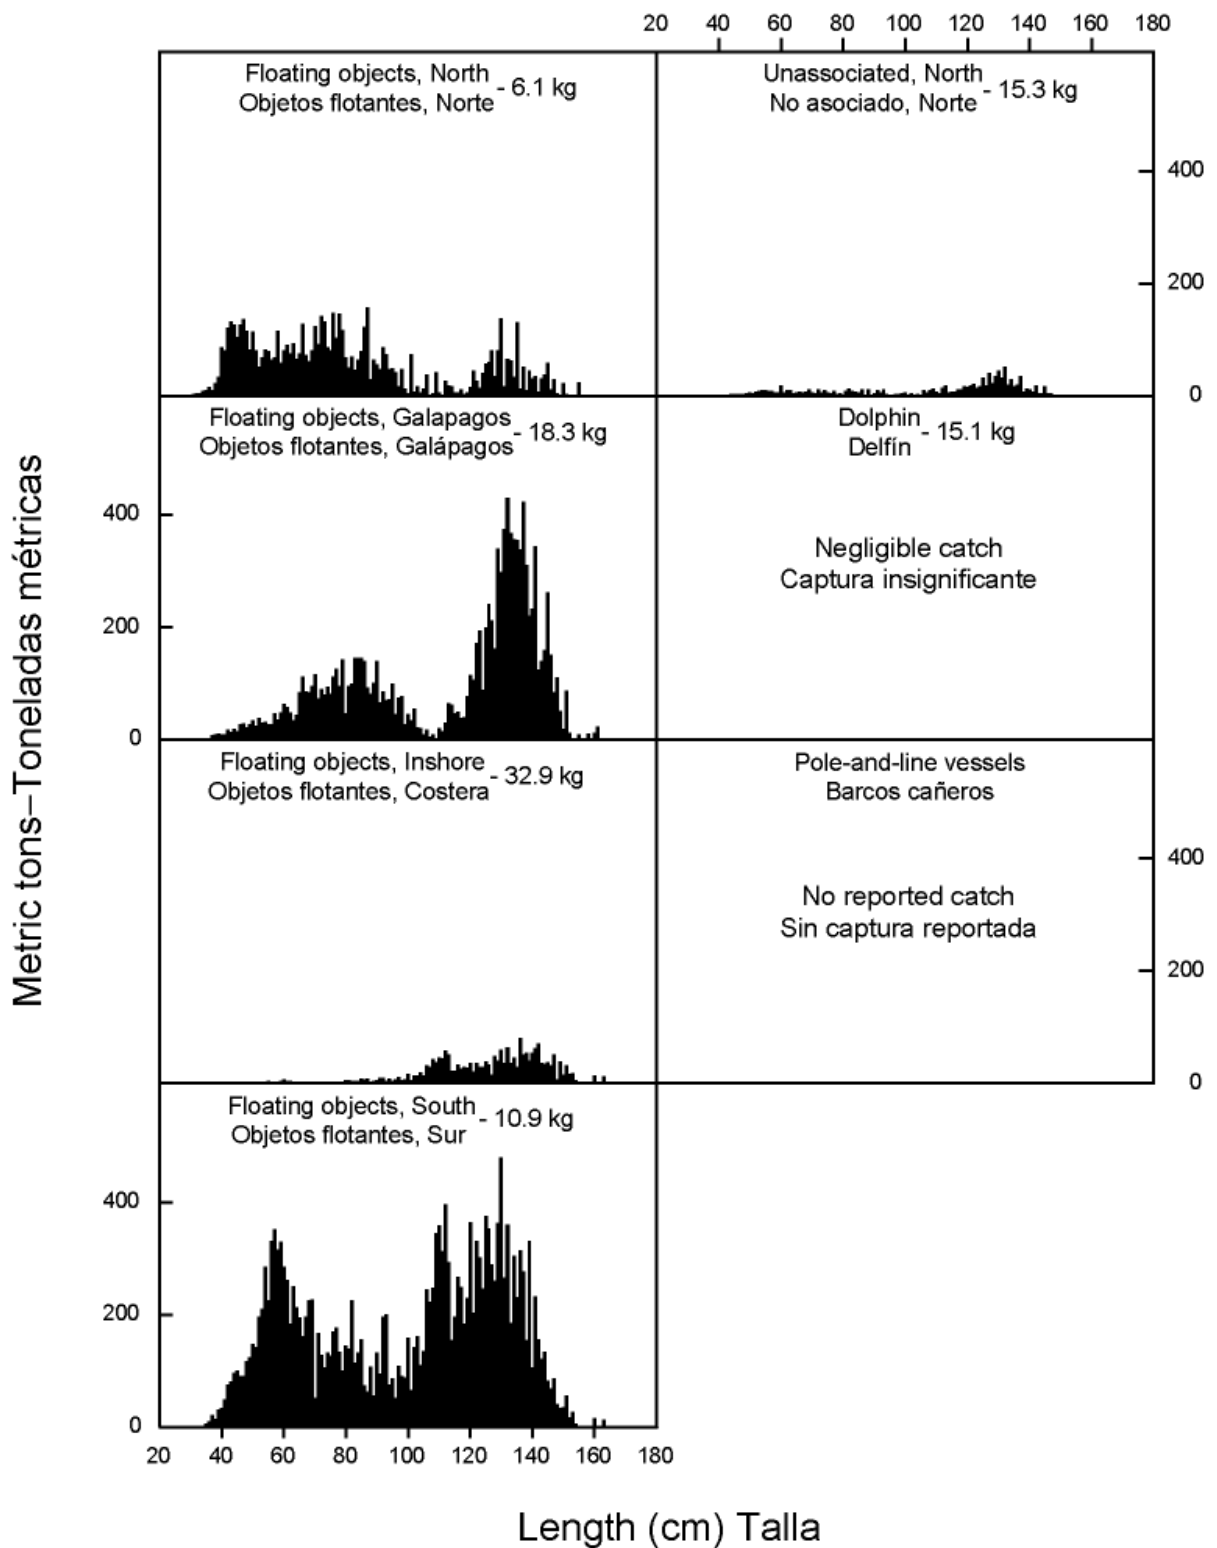 20 40 60 80 100 120 140 160 180
Floating objects, North
Objetos flotantes, Norte - 6.1 kg
Unassociated, North
No asociado, Norte - 15.3 kg
400
200
0
Floating objects, Galapagos
Objetos flotantes, Galápagos - 18.3 kg
400
200
0
Dolphin
Delfín - 15.1 kg
Negligible catch
Captura insignificante
Floating objects, Inshore
Objetos flotantes, Costera - 32.9 kg
Pole-and-line vessels
Barcos cañeros
No reported catch
Sin captura reportada
400
200
0
Floating objects, South
Objetos flotantes, Sur - 10.9 kg
400
200
0
20 40 60 80 100 120 140 160 180
Metric tons–Toneladas métricas
Length (cm) Talla